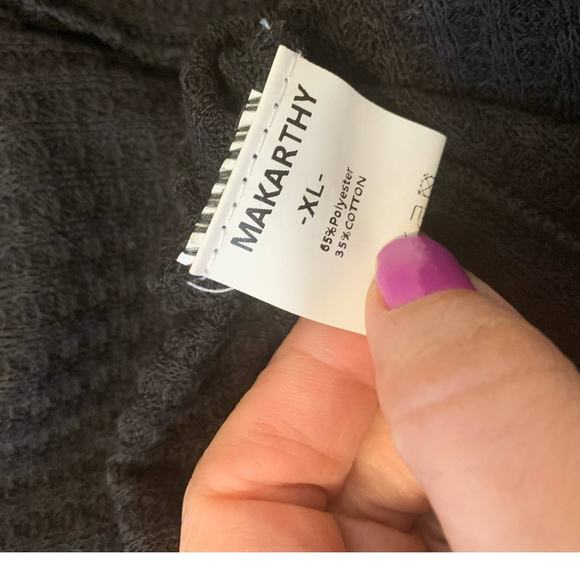 MAKARTHY
-XL-
65%Polyester
35%COTTON